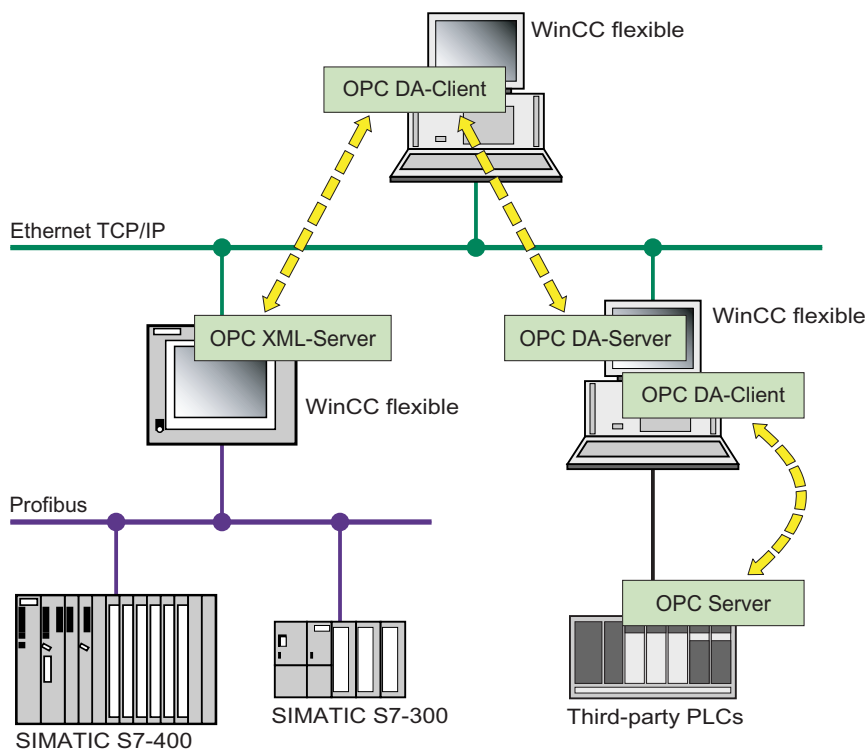 WinCC flexible
OPC DA-Client
Ethernet TCP/IP
OPC XML-Server
OPC DA-Server
WinCC flexible
OPC DA-Client
WinCC flexible
Profibus
OPC Server
SIMATIC S7-300
Third-party PLCs
SIMATIC S7-400